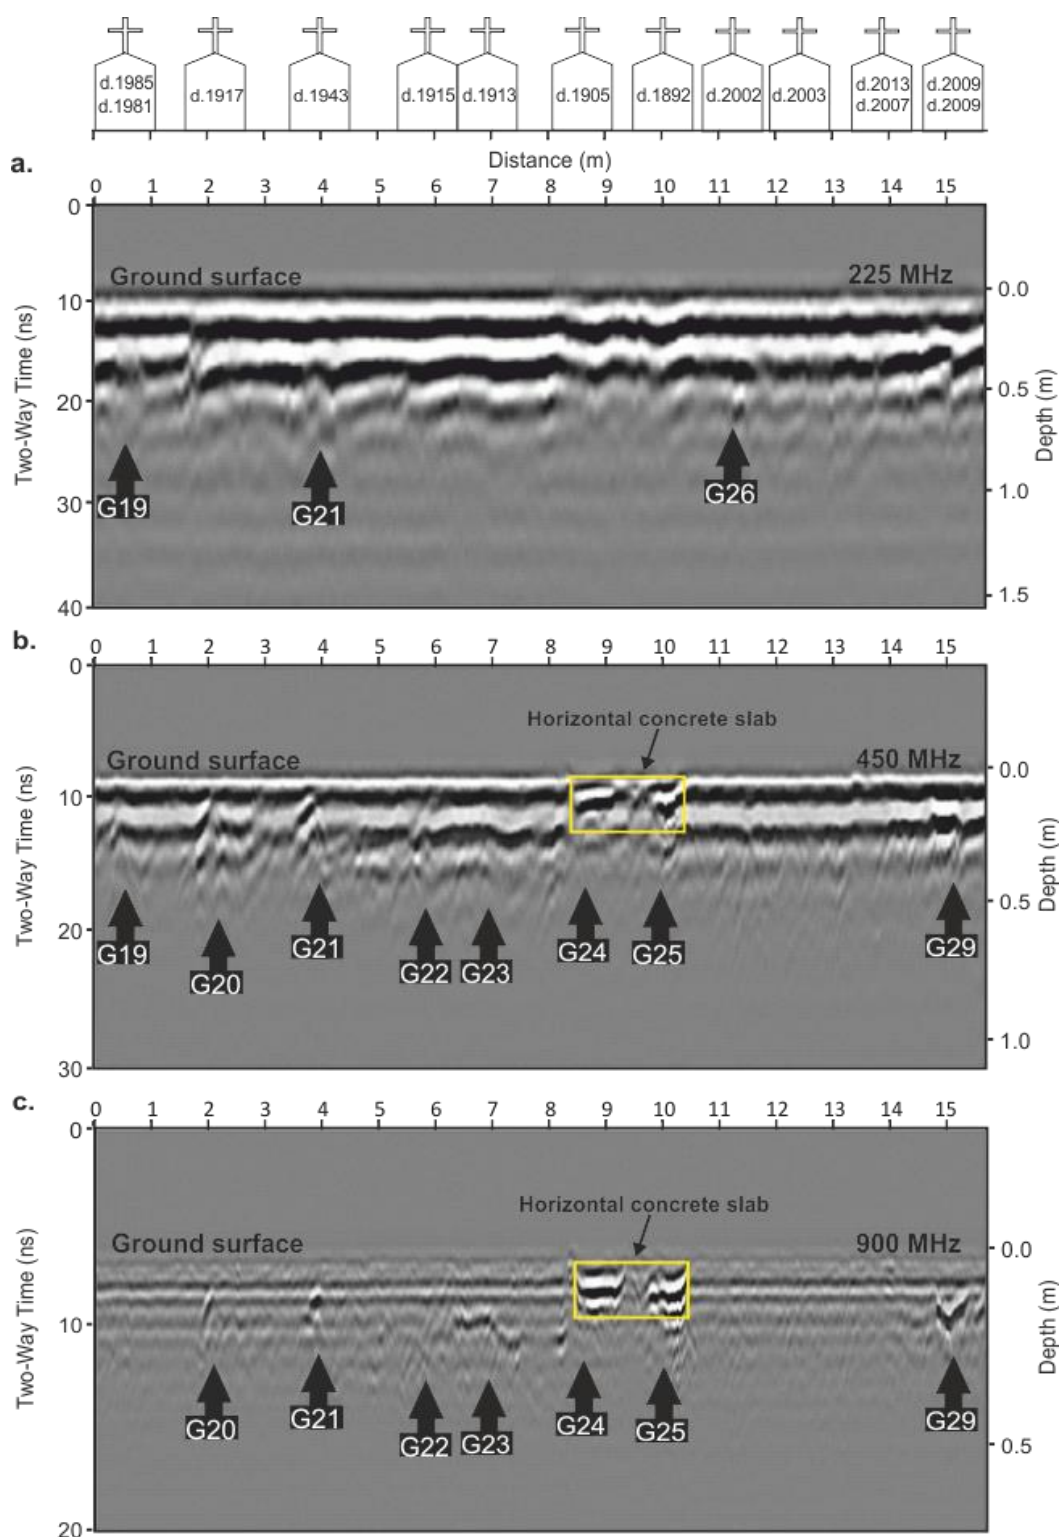 d.1985
d.1981
d.1917
d.1943
d.1915
d.1913
d.1905
d.1892
d.2002
d.2003
d.2013
d.2007
d.2009
d.2009
a.
Distance (m)
0 1 2 3 4 5 6 7 8 9 10 11 12 13 14 15
0
10
20
30
40
Two-Way Time (ns)
Ground surface
225 MHz
0.0
0.5
1.0
1.5
Depth (m)
G19
G21
G26
b.
0 1 2 3 4 5 6 7 8 9 10 11 12 13 14 15
0
10
20
30
Two-Way Time (ns)
Horizontal concrete slab
Ground surface
450 MHz
0.0
0.5
1.0
Depth (m)
G19
G20
G21
G22
G23
G24
G25
G29
c.
0 1 2 3 4 5 6 7 8 9 10 11 12 13 14 15
0
10
20
Two-Way Time (ns)
Horizontal concrete slab
Ground surface
900 MHz
0.0
0.5
Depth (m)
G20
G21
G22
G23
G24
G25
G29